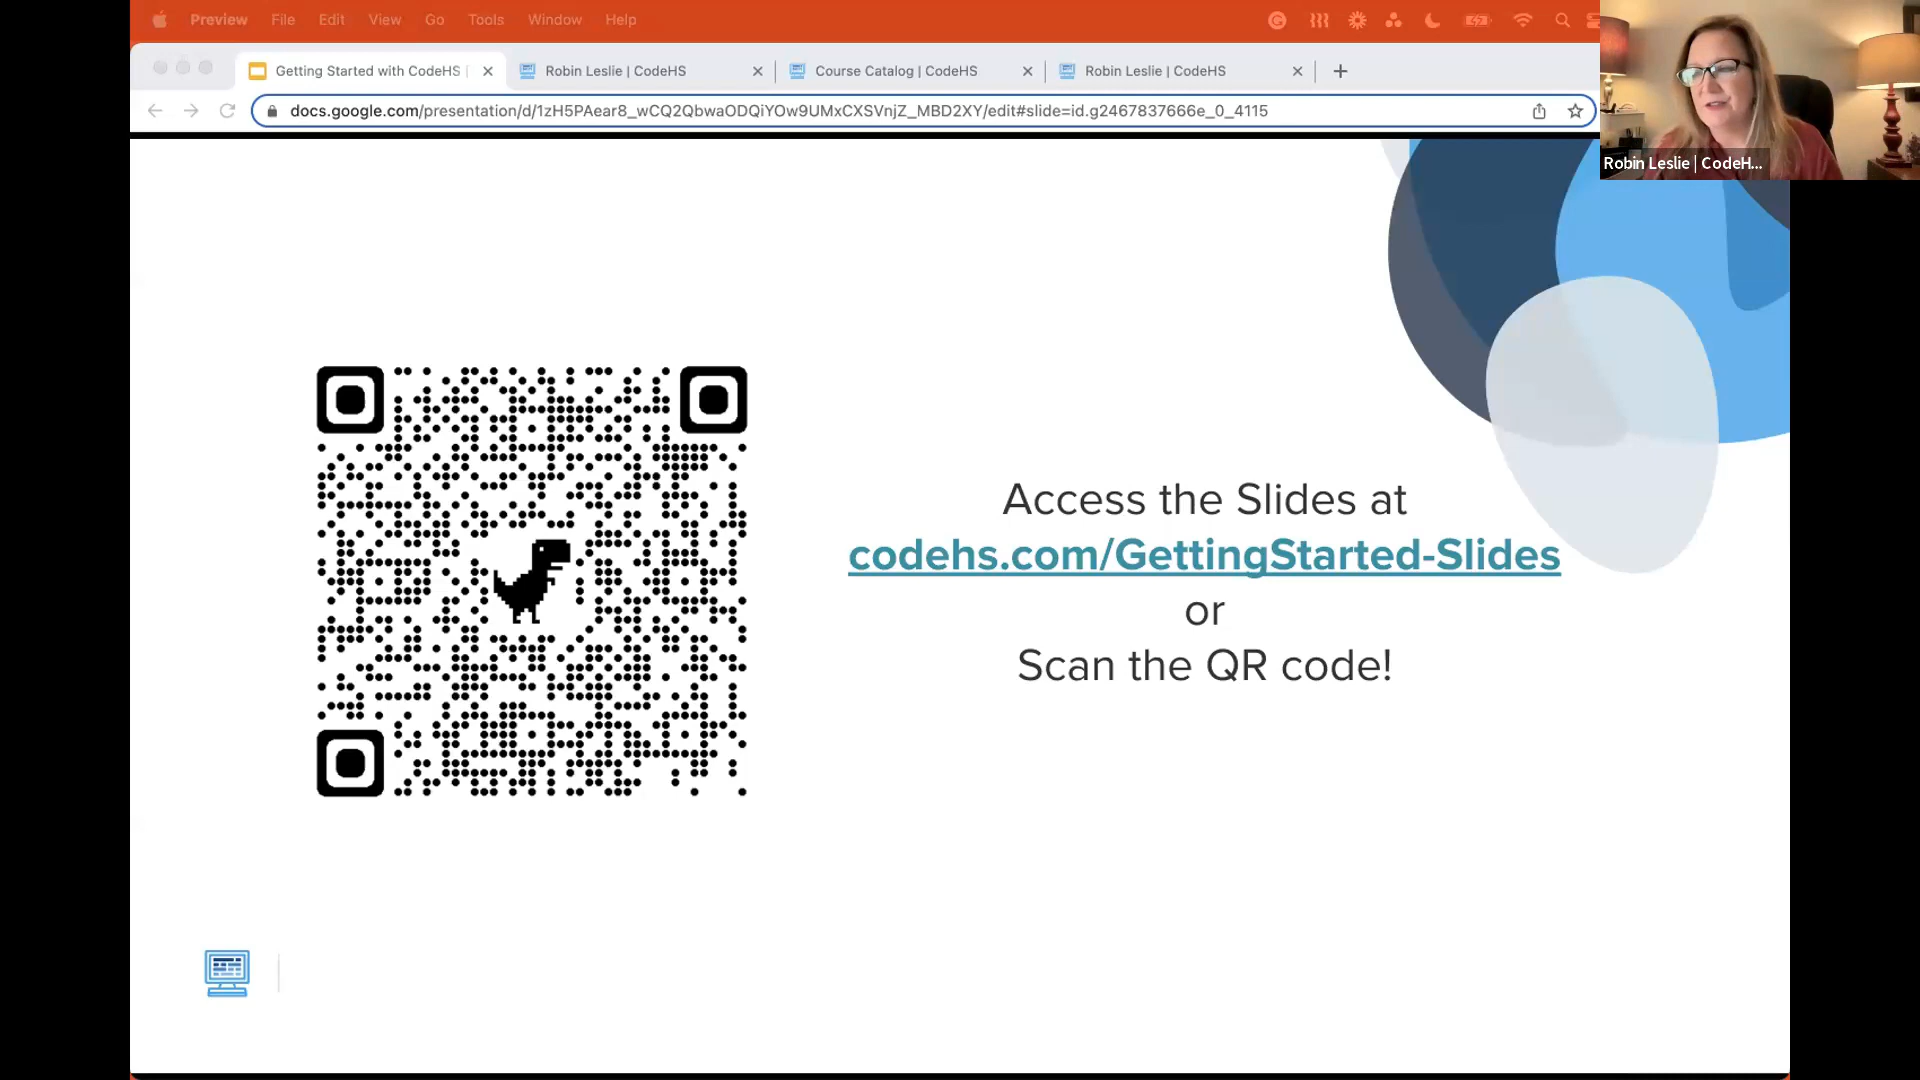 Preview File Edit View Go Tools Window Help
Getting Started with CodeHS | Robin Leslie | CodeHS Course Catalog | CodeHS Robin Leslie | CodeHS
docs.google.com/presentation/d/1zH5PAear8_wCQ2QbwaODQiYOw9UMxCXSVnjZ_MBD2XY/edit#slide=id.g2467837666e_0_4115
Robin Leslie | CodeH...
Access the Slides at
codehs.com/GettingStarted-Slides
or
Scan the QR code!